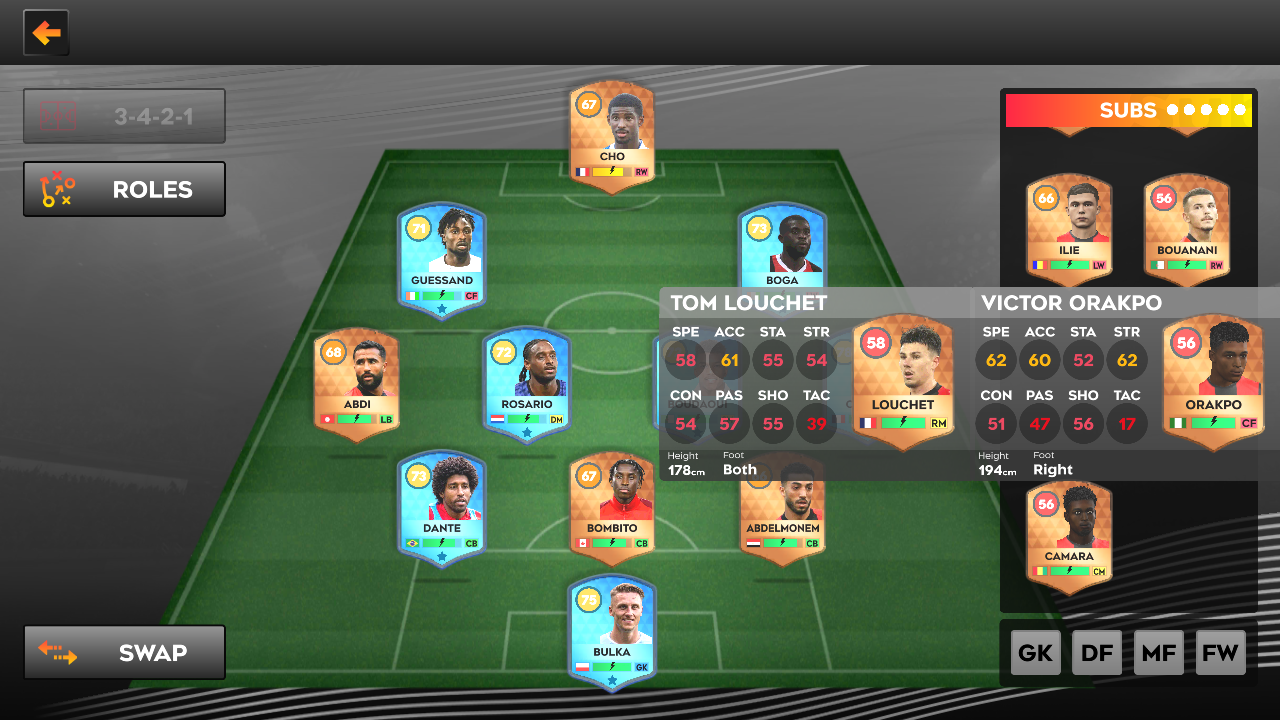 3-4-2-1
ROLES
67
CHO
RW
71
GUESSAND
CF
73
BOGA
68
ABDI
LB
72
ROSARIO
DM
BOUDAOUI
73
DANTE
CB
67
BOMBITO
CB
ABDELMONEM
CB
75
BULKA
GK
SWAP
SUBS
66
ILIE
LW
56
BOUANANI
RW
TOM LOUCHET
SPE ACC STA STR
58 61 55 54
CON PAS SHO TAC
54 57 55 39
Height Foot
178cm Both
58
LOUCHET
RM
VICTOR ORAKPO
SPE ACC STA STR
62 60 52 62
CON PAS SHO TAC
51 47 56 17
Height Foot
194cm Right
56
ORAKPO
CF
56
CAMARA
CM
GK DF MF FW